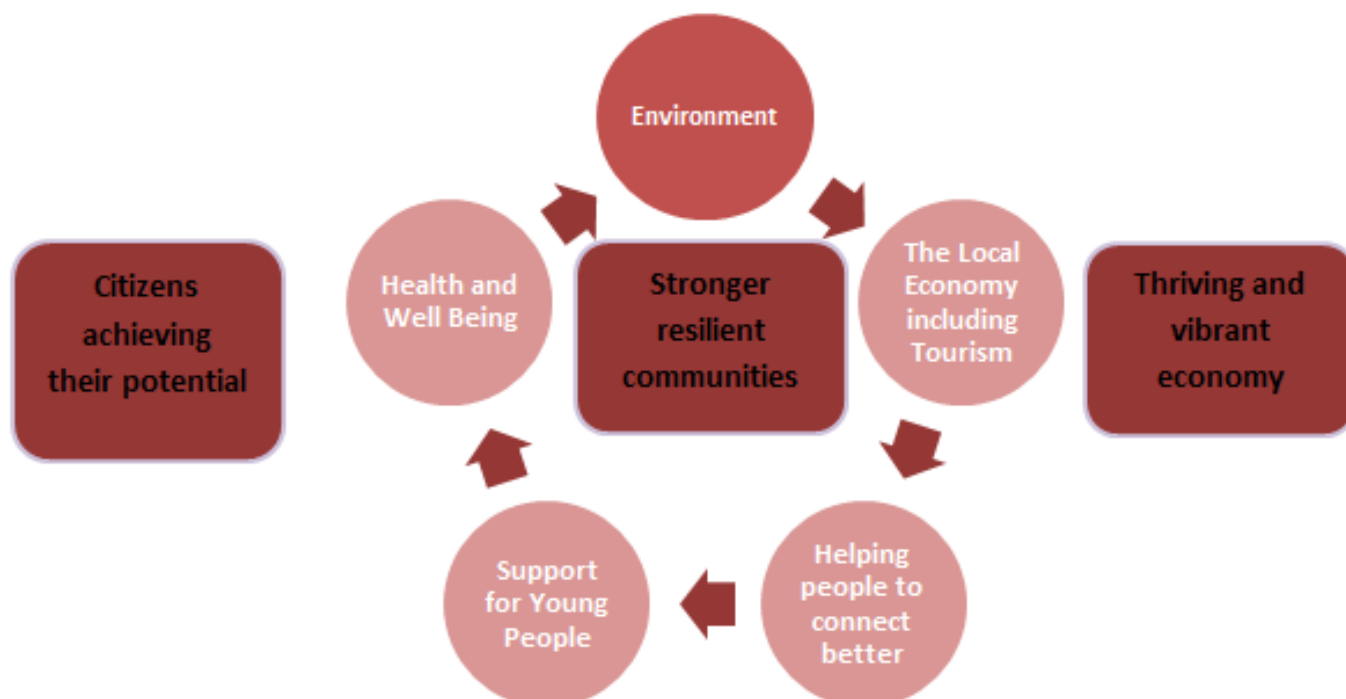 Environment
Citizens
achieving
their potential
Health and
Well Being
Stronger
resilient
communities
The Local
Economy
including
Tourism
Thriving and
vibrant
economy
Support
for Young
People
Helping
people to
connect
better